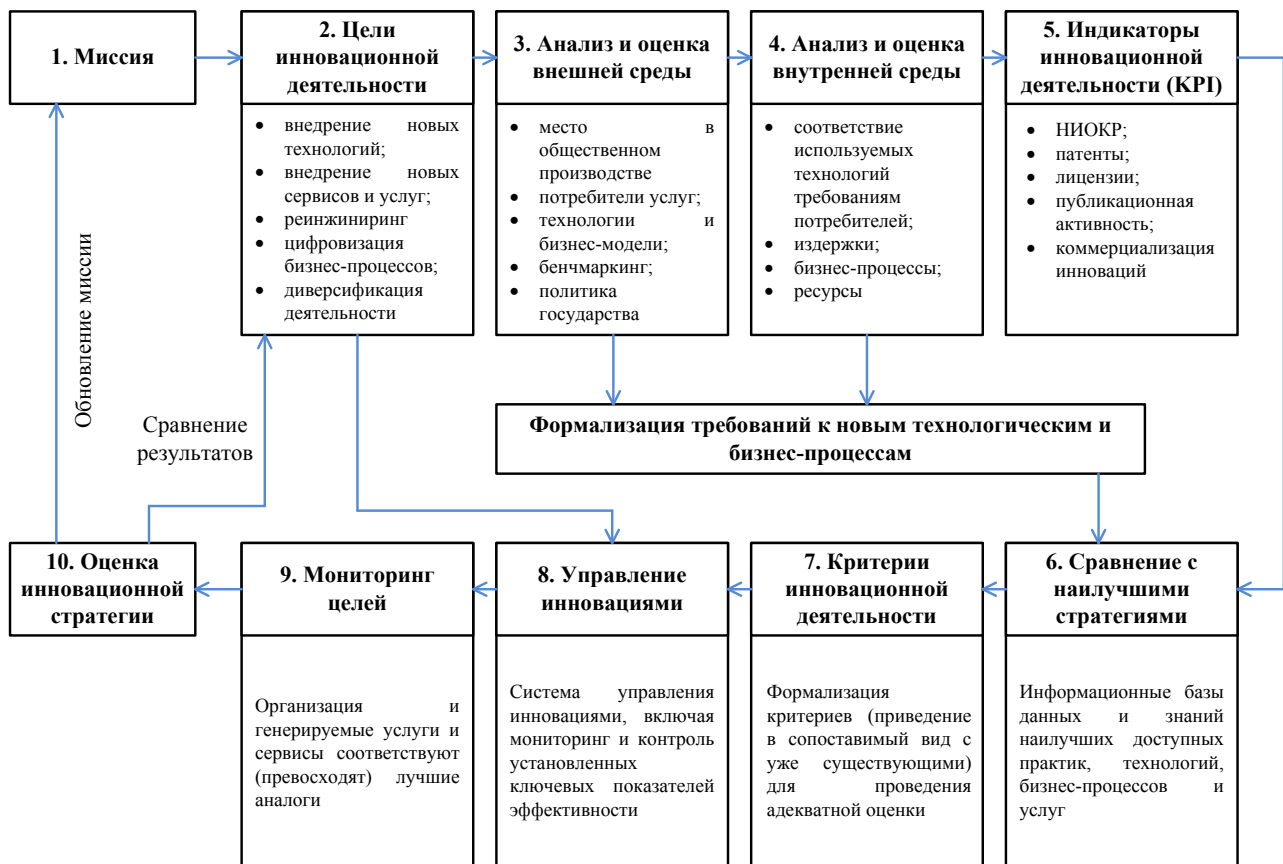 1. Миссия
2. Цели
инновационной
деятельности
• внедрение новых
технологий;
• внедрение новых
сервисов и услуг;
• реинжиниринг
• цифровизация
бизнес-процессов;
• диверсификация
деятельности
3. Анализ и оценка
внешней среды
• место в
общественном
производстве
• потребители услуг;
• технологии и
бизнес-модели;
• бенчмаркинг;
• политика
государства
4. Анализ и оценка
внутренней среды
• соответствие
используемых
технологий
требованиям
потребителей;
• издержки;
• бизнес-процессы;
• ресурсы
5. Индикаторы
инновационной
деятельности (KPI)
• НИОКР;
• патенты;
• лицензии;
• публикационная
активность;
• коммерциализация
инноваций
Обновление миссии
Сравнение
результатов
Формализация требований к новым технологическим и
бизнес-процессам
10. Оценка
инновационной
стратегии
9. Мониторинг
целей
Организация и
генерируемые услуги и
сервисы соответствуют
(превосходят) лучшие
аналоги
8. Управление
инновациями
Система управления
инновациями, включая
мониторинг и контроль
установленных
ключевых показателей
эффективности
7. Критерии
инновационной
деятельности
Формализация
критериев (приведение
в сопоставимый вид с
уже существующими)
для проведения
адекватной оценки
6. Сравнение с
наилучшими
стратегиями
Информационные базы
данных и знаний
наилучших доступных
практик, технологий,
бизнес-процессов и
услуг